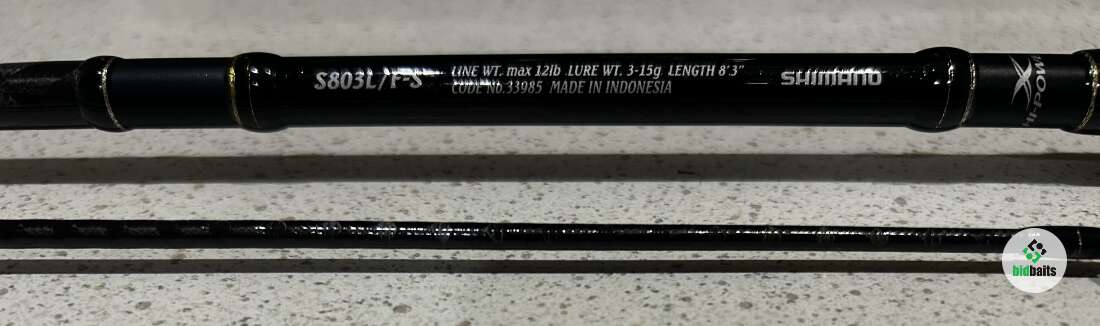 S803L/F-S
LINE WT. max 12lb LURE WT. 3-15g LENGTH 8'3"
CODE No.33985 MADE IN INDONESIA
SHIMANO
X
bidbaits